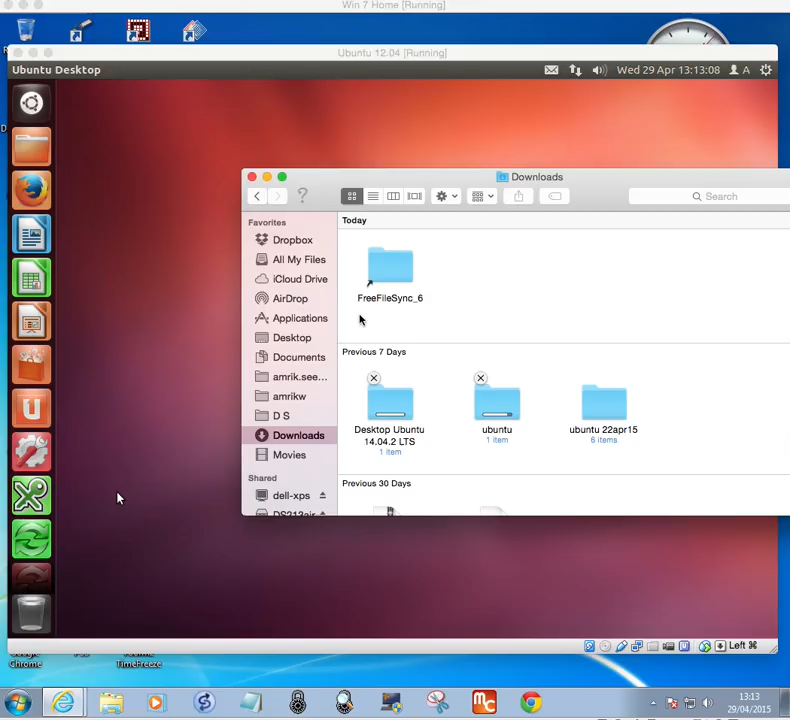 Win 7 Home [Running]
Ubuntu 12.04 [Running]
Ubuntu Desktop
Wed 29 Apr 13:13:08
A
Downloads
Search
Favorites
Dropbox
All My Files
iCloud Drive
AirDrop
Applications
Desktop
Documents
amrik.see...
amrikw
D S
Downloads
Movies
Shared
dell-xps
DS213air
Today
FreeFileSync_6
Previous 7 Days
Desktop Ubuntu
14.04.2 LTS
1 item
ubuntu
1 item
ubuntu 22apr15
6 items
Previous 30 Days
Left ⌘
Chrome
TimeFreeze
13:13
29/04/2015